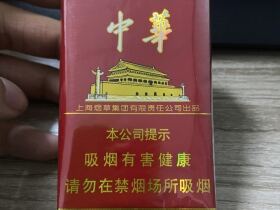 中華
上海烟草集团有限责任公司出品
本公司提示
吸烟有害健康
请勿在禁烟场所吸烟